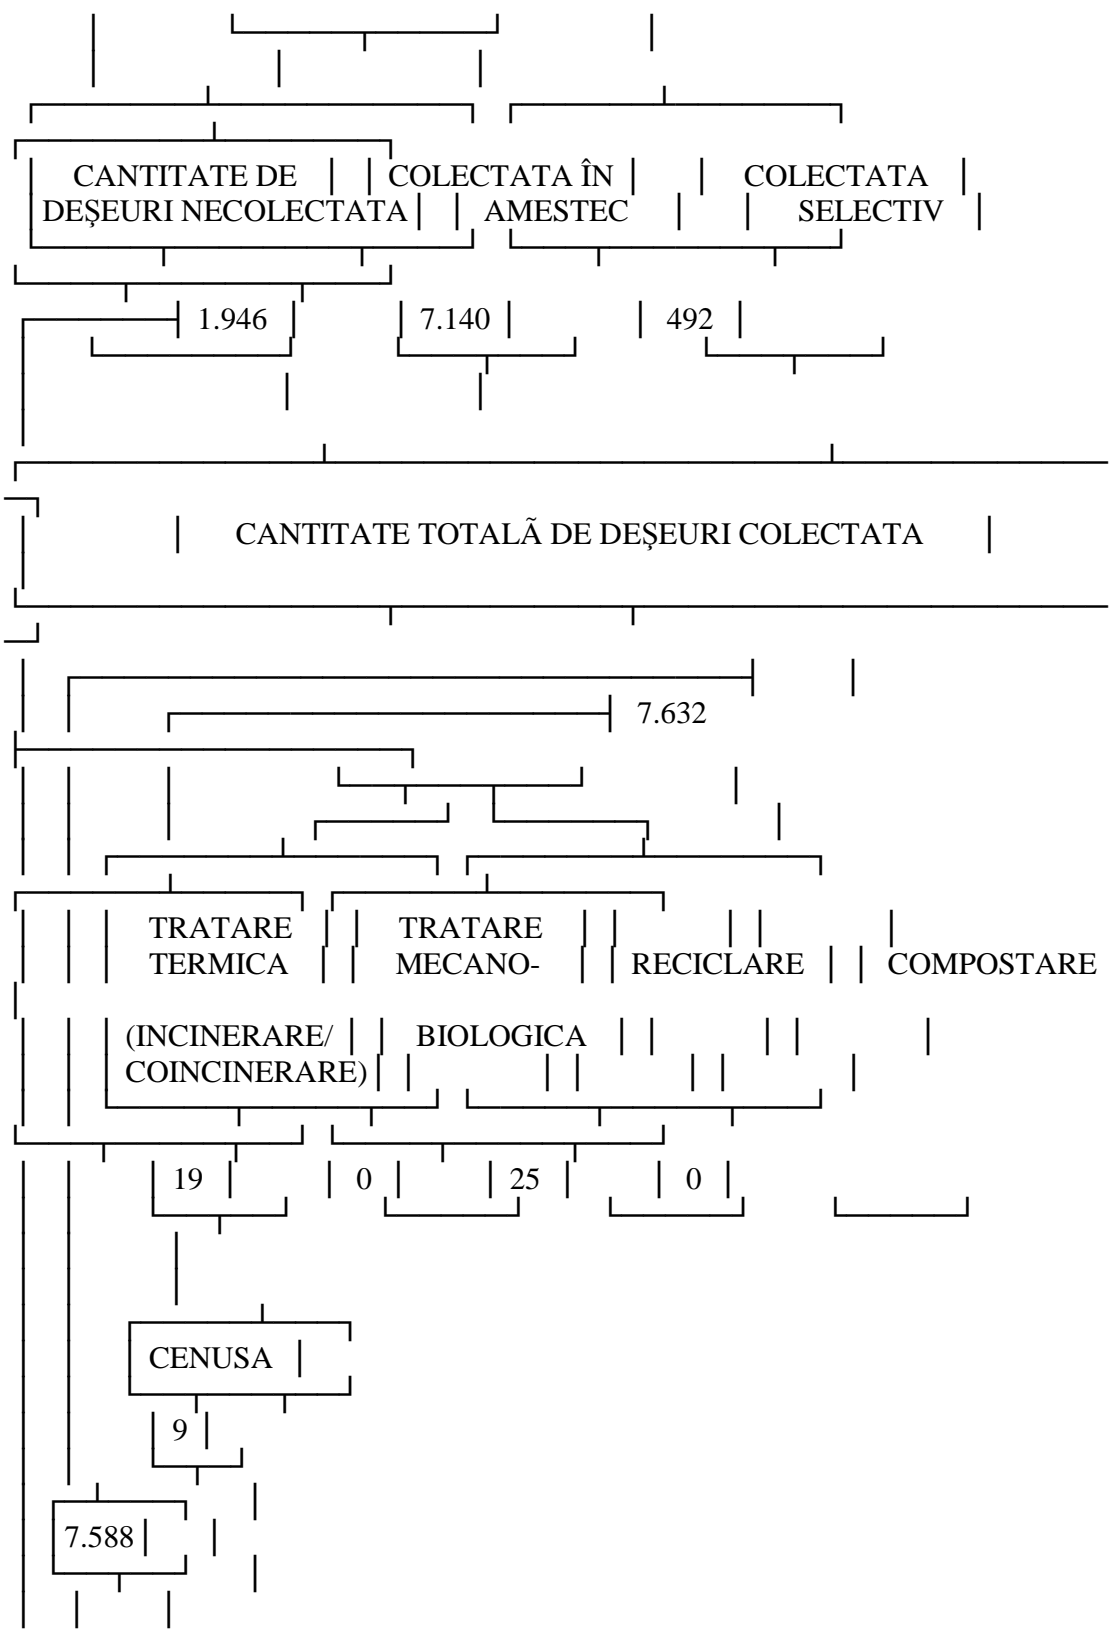 CANTITATE DE COLECTATA ÎN COLECTATA
DEŞEURI NECOLECTATA AMESTEC SELECTIV
1.946 7.140 492
CANTITATE TOTALÃ DE DEŞEURI COLECTATA
7.632
TRATARE TRATARE
TERMICA MECANO- RECICLARE COMPOSTARE
(INCINERARE/ BIOLOGICA
COINCINERARE)
19 0 25 0
CENUSA
9
7.588